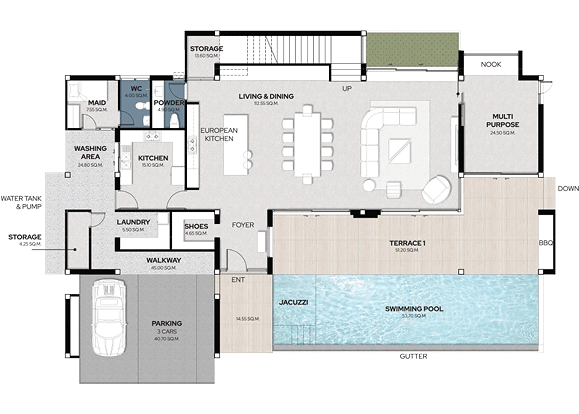 STORAGE
13.60 SQ.M.
NOOK
WC
4.00 SQ.M.
UP
MAID
7.55 SQ.M.
POWDER
4.90 SQ.M.
LIVING & DINING
MULTI
PURPOSE
24.50 SQ.M.
EUROPEAN
KITCHEN
WASHING
AREA
24.80 SQ.M.
KITCHEN
15.10 SQ.M.
DOWN
WATER TANK
& PUMP
LAUNDRY
5.50 SQ.M.
SHOES
4.65 SQ.M.
FOYER
STORAGE
4.25 SQ.M.
TERRACE 1
51.20 SQ.M.
BBQ
WALKWAY
45.00 SQ.M.
ENT
JACUZZI
SWIMMING POOL
53.70 SQ.M.
14.55 SQ.M.
PARKING
3 CARS
40.70 SQ.M.
GUTTER